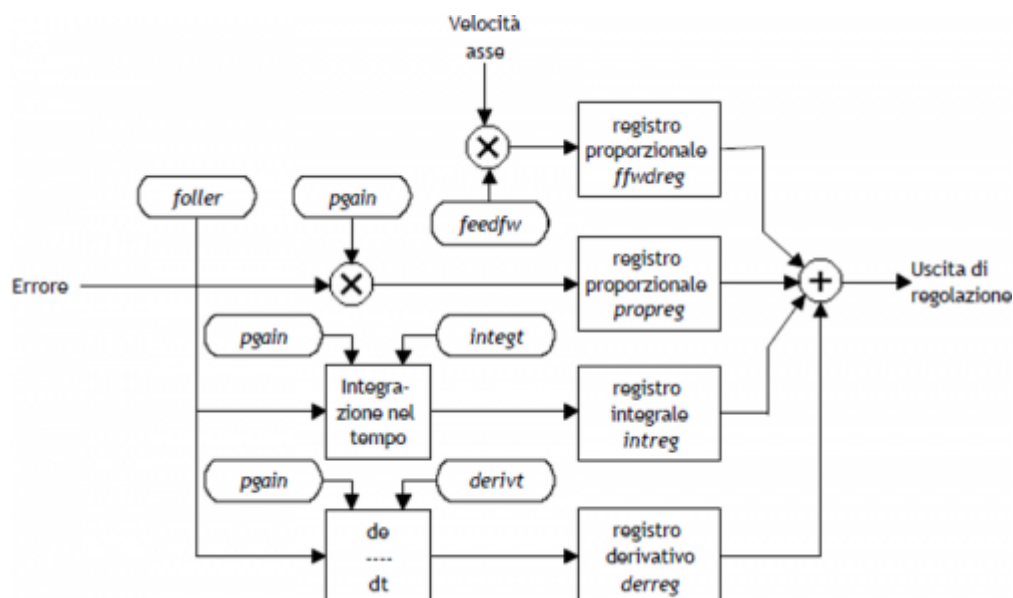 Velocità
asse
registro
proporzionale
ffwdreg
foller
pgain
feedfw
Errore
registro
proporzionale
propreg
Uscita di
regolazione
pgain
integt
Integra-
zione nel
tempo
registro
integrale
intreg
pgain
derivt
de
----
dt
registro
derivativo
derreg